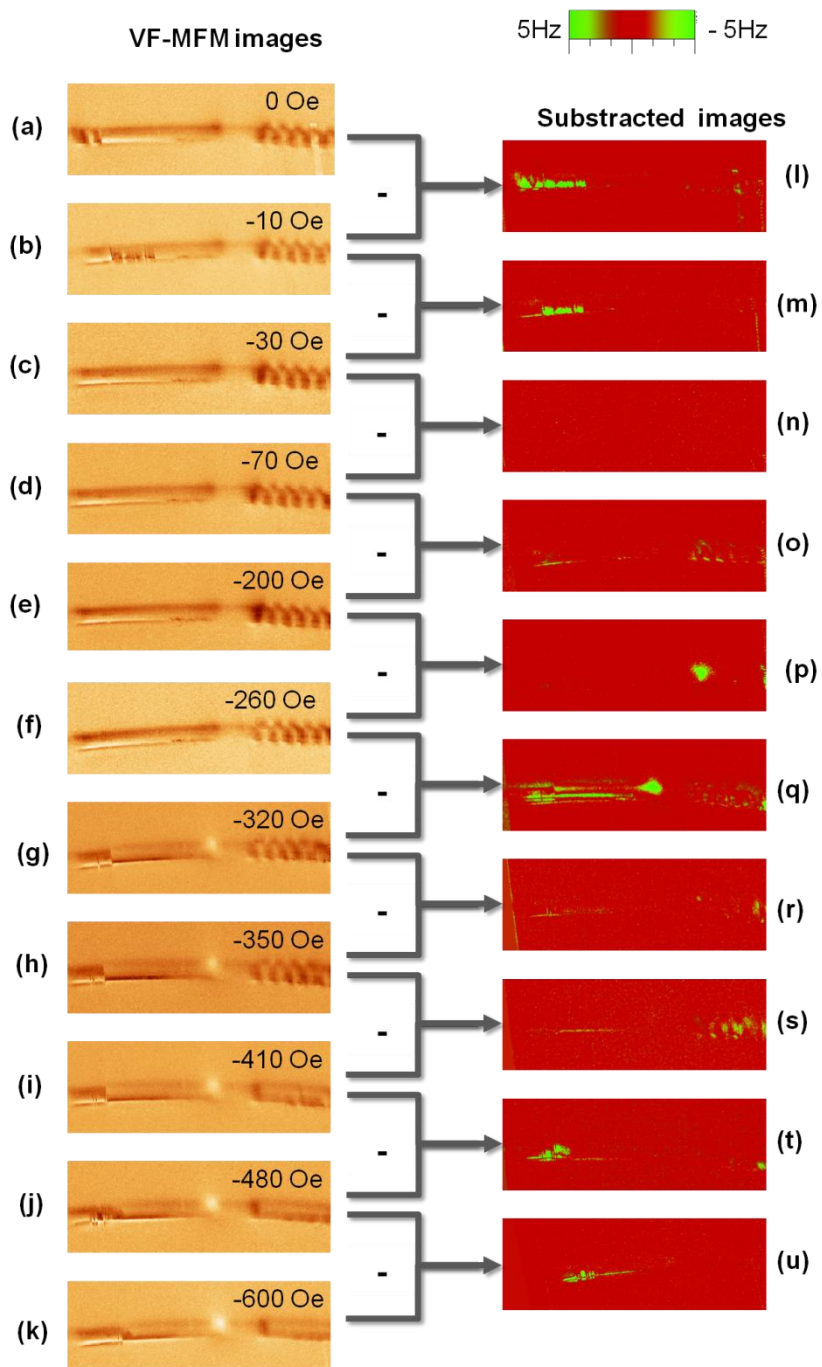 VF-MFM images
5Hz - 5Hz
Substracted images
(a) 0 Oe
- (l)
(b) -10 Oe
- (m)
(c) -30 Oe
- (n)
(d) -70 Oe
- (o)
(e) -200 Oe
- (p)
(f) -260 Oe
- (q)
(g) -320 Oe
- (r)
(h) -350 Oe
- (s)
(i) -410 Oe
- (t)
(j) -480 Oe
- (u)
(k) -600 Oe